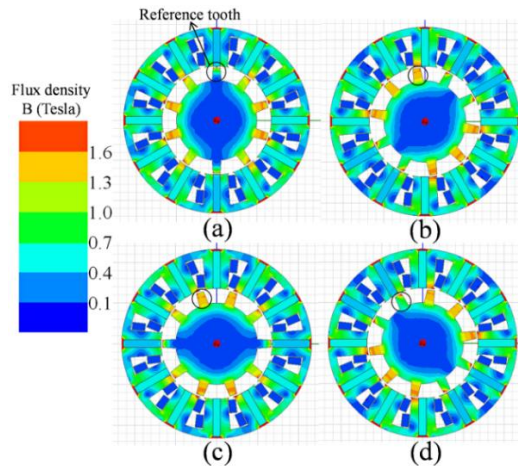 Reference tooth
Flux density
B (Tesla)
1.6
1.3
1.0
0.7
0.4
0.1
(a)
(b)
(c)
(d)